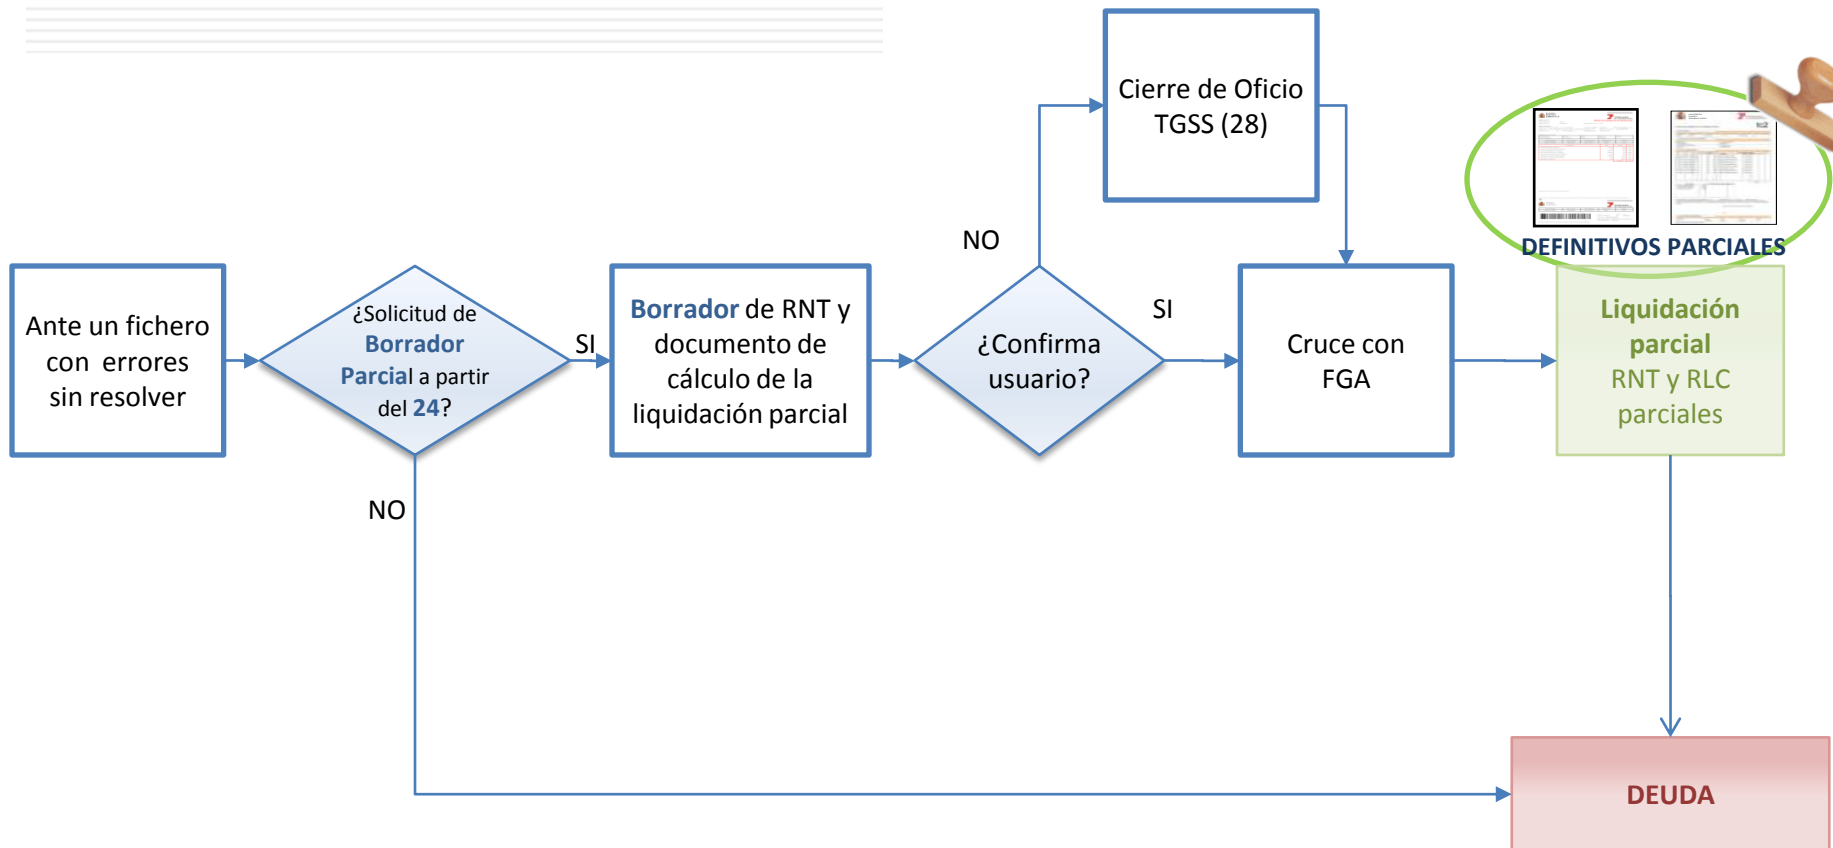 Ante un fichero
con errores
sin resolver
¿Solicitud de
Borrador
Parcial a partir
del 24?
SI
NO
Borrador de RNT y
documento de
cálculo de la
liquidación parcial
¿Confirma
usuario?
NO
SI
Cierre de Oficio
TGSS (28)
Cruce con
FGA
DEFINITIVOS PARCIALES
Liquidación
parcial
RNT y RLC
parciales
DEUDA